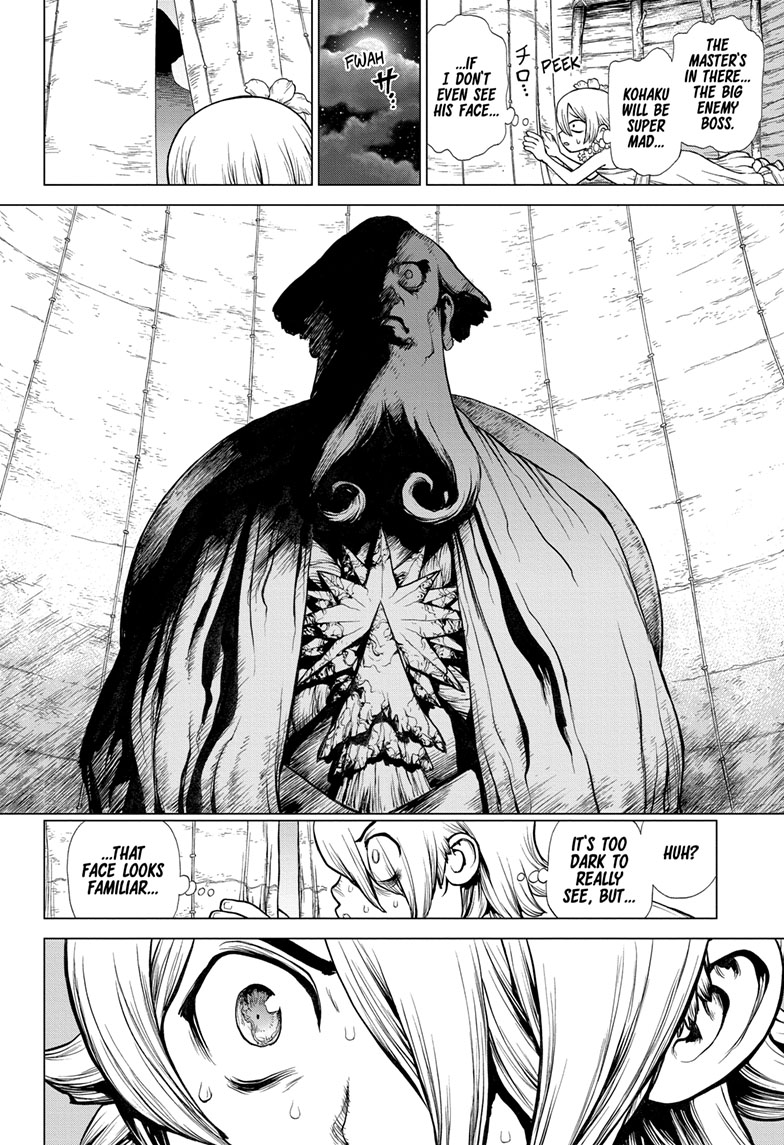 THE
MASTER'S
IN THERE...
THE BIG
ENEMY
BOSS.
KOHAKU
WILL BE
SUPER
MAD...
PEEK
チロ...
...IF
I DON'T
EVEN SEE
HIS FACE...
FWAH
サ...
HUH?
IT'S TOO
DARK TO
REALLY
SEE, BUT...
...THAT
FACE LOOKS
FAMILIAR...